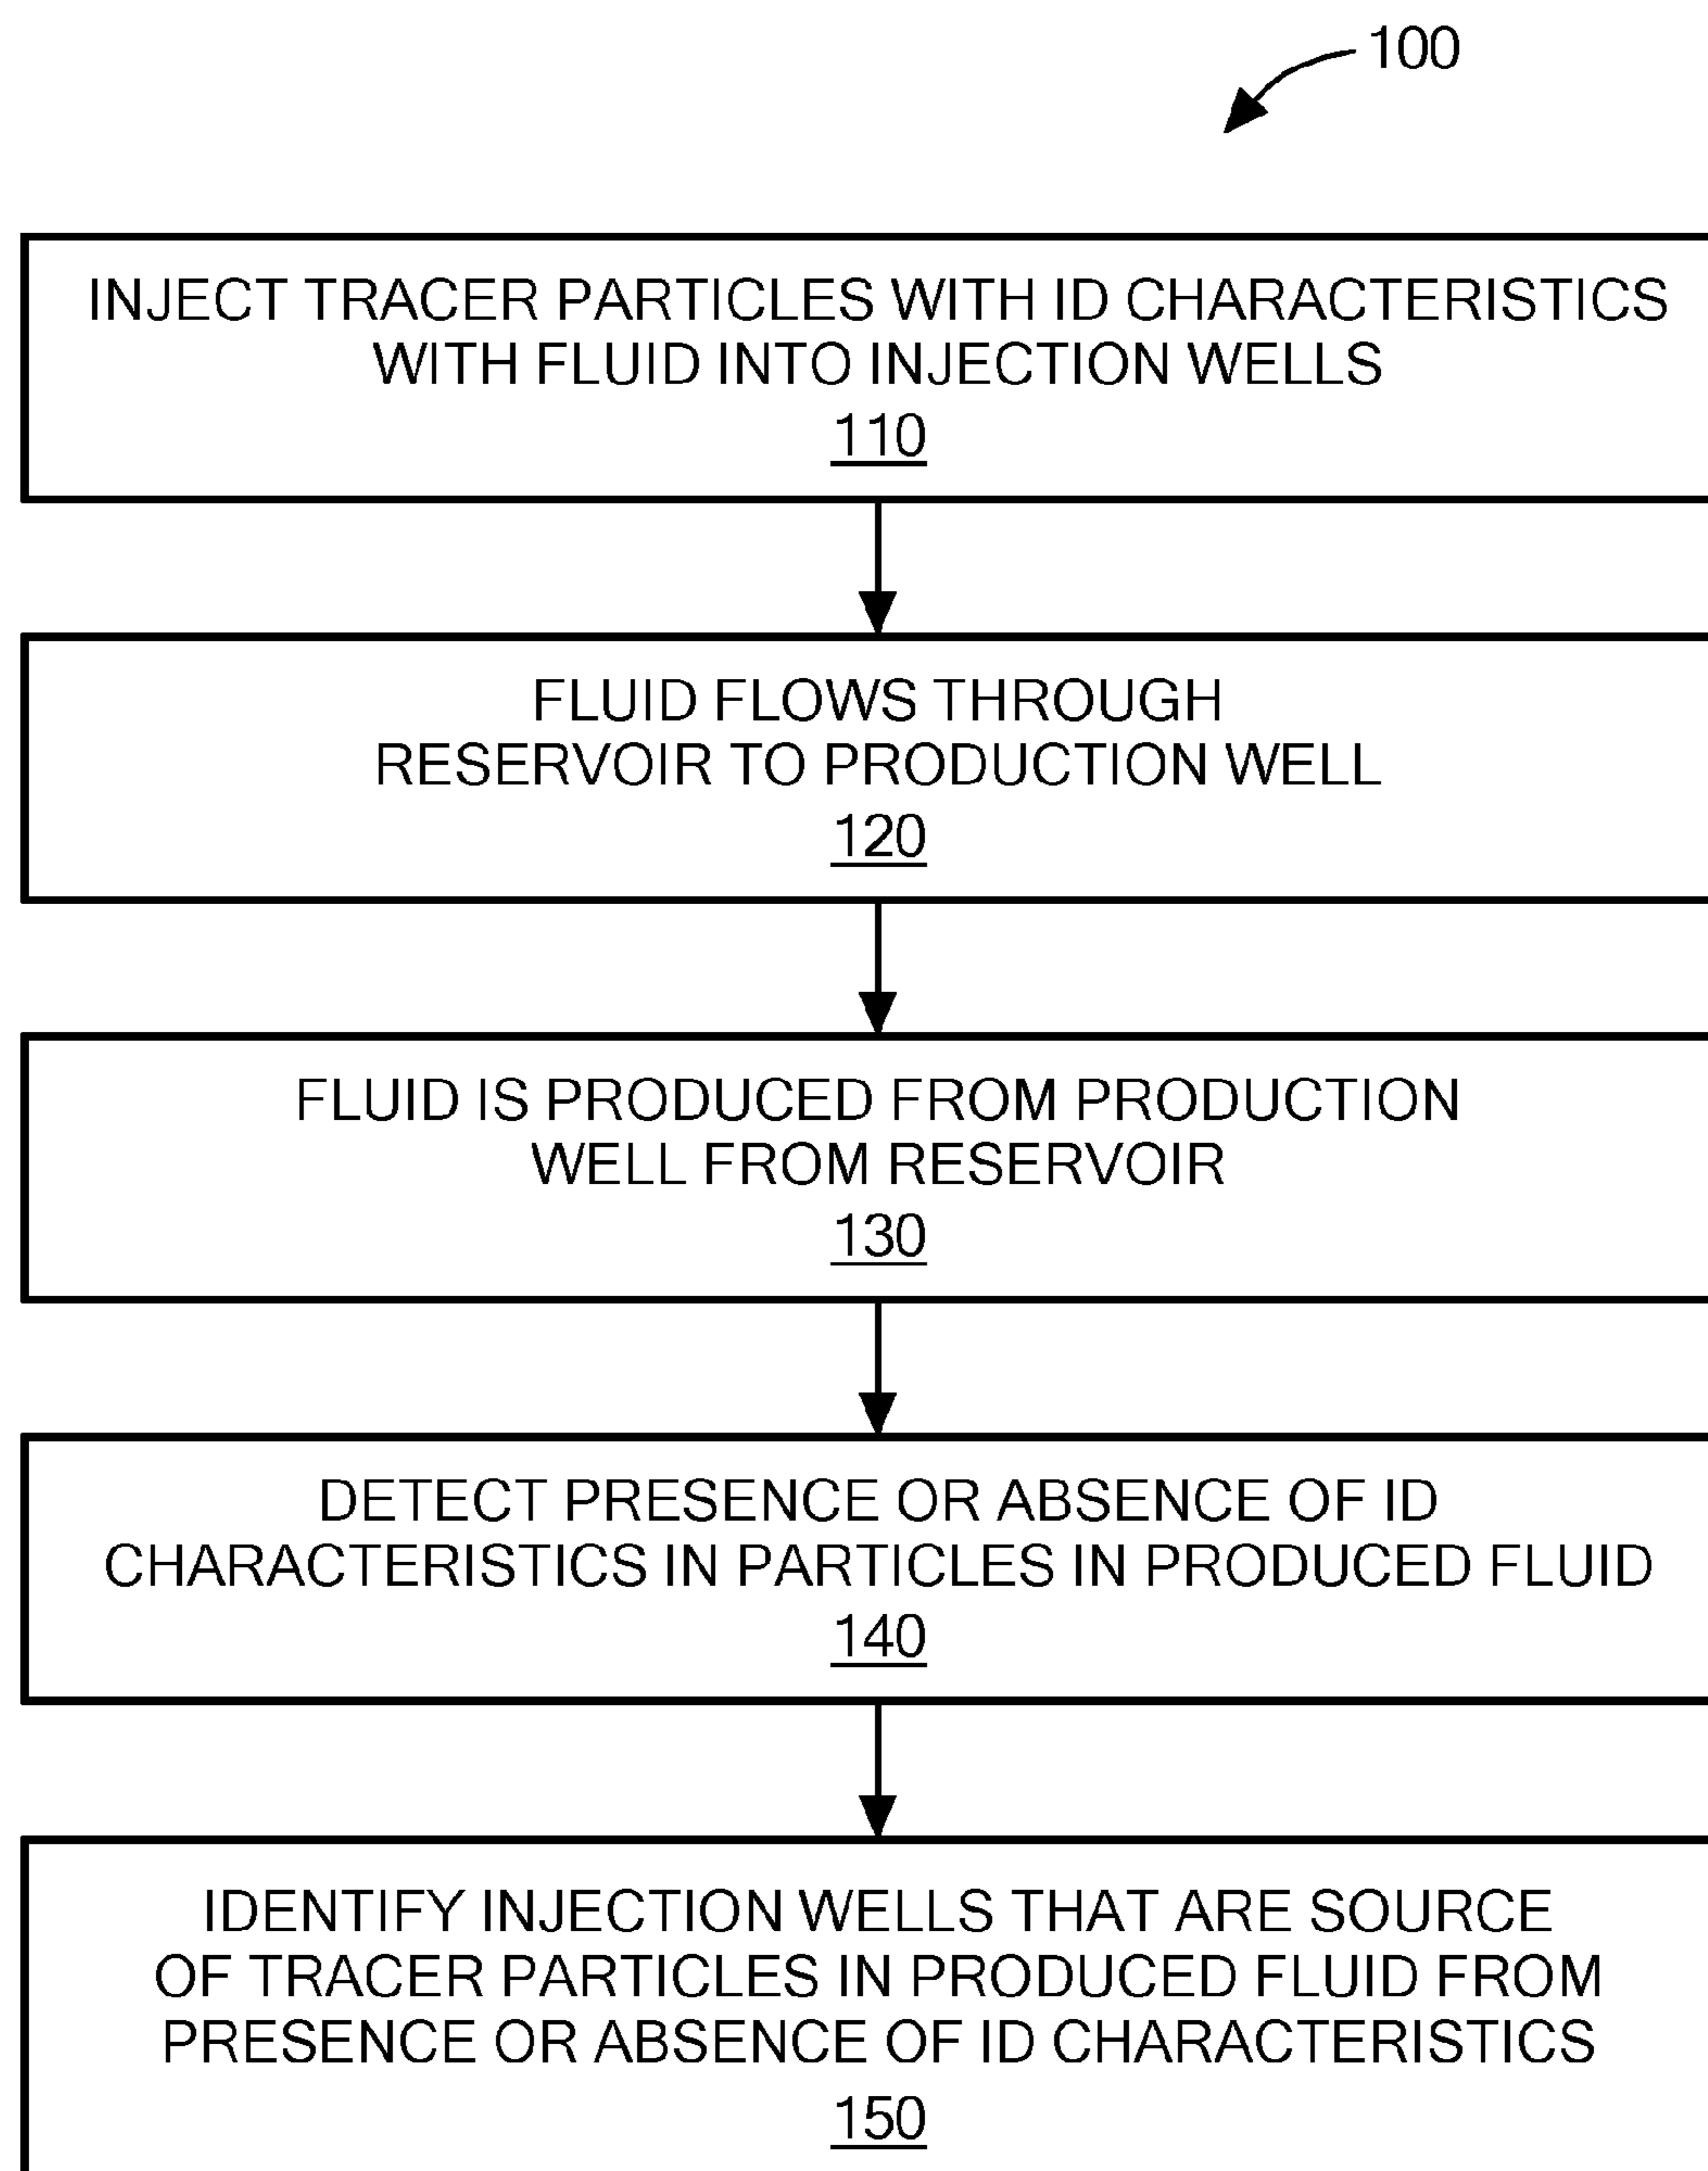 100
INJECT TRACER PARTICLES WITH ID CHARACTERISTICS
WITH FLUID INTO INJECTION WELLS
110
FLUID FLOWS THROUGH
RESERVOIR TO PRODUCTION WELL
120
FLUID IS PRODUCED FROM PRODUCTION
WELL FROM RESERVOIR
130
DETECT PRESENCE OR ABSENCE OF ID
CHARACTERISTICS IN PARTICLES IN PRODUCED FLUID
140
IDENTIFY INJECTION WELLS THAT ARE SOURCE
OF TRACER PARTICLES IN PRODUCED FLUID FROM
PRESENCE OR ABSENCE OF ID CHARACTERISTICS
150